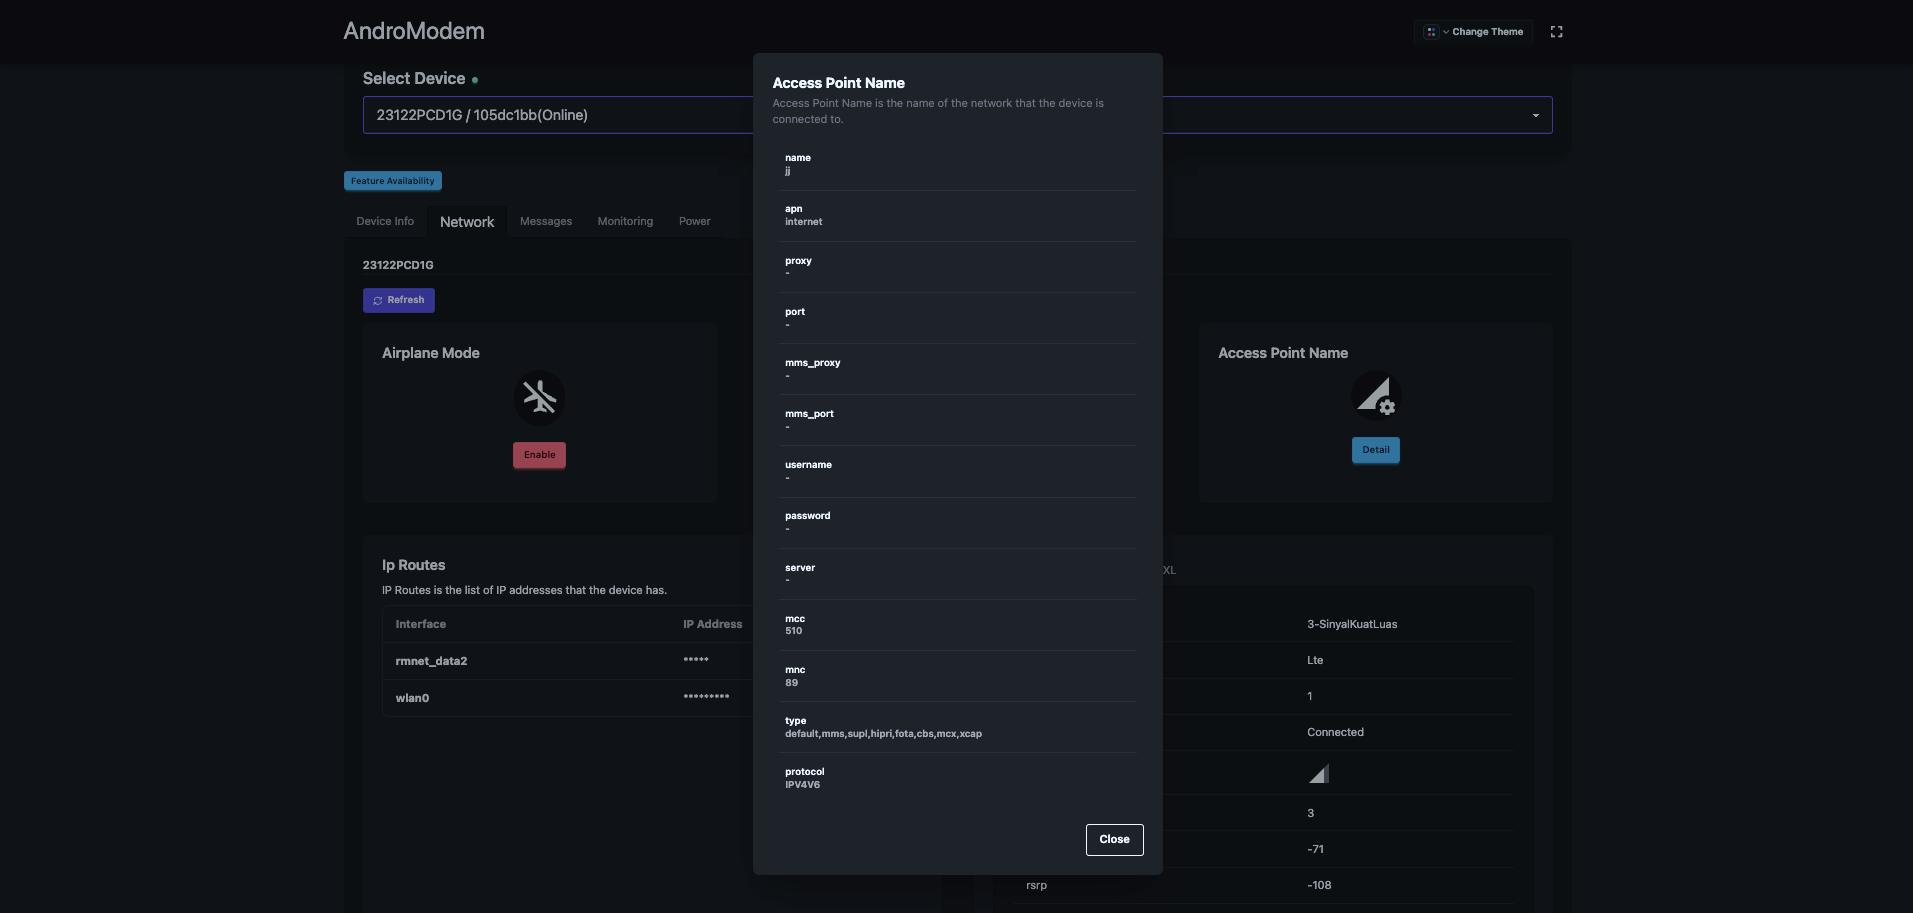 AndroModem
Change Theme
Select Device
23122PCD1G / 105dc1bb(Online)
Feature Availability
Device Info
Network
Messages
Monitoring
Power
23122PCD1G
Refresh
Airplane Mode
Enable
Access Point Name
Detail
Ip Routes
IP Routes is the list of IP addresses that the device has.
Interface IP Address
rmnet_data2 *****
wlan0 *********
Access Point Name
Access Point Name is the name of the network that the device is
connected to.
name
jj
apn
internet
proxy
-
port
-
mms_proxy
-
mms_port
-
username
-
password
-
server
-
mcc
510
mnc
89
type
default,mms,supl,hipri,fota,cbs,mcx,xcap
protocol
IPV4V6
Close
XL
3-SinyalKuatLuas
Lte
1
Connected
3
-71
rsrp -108